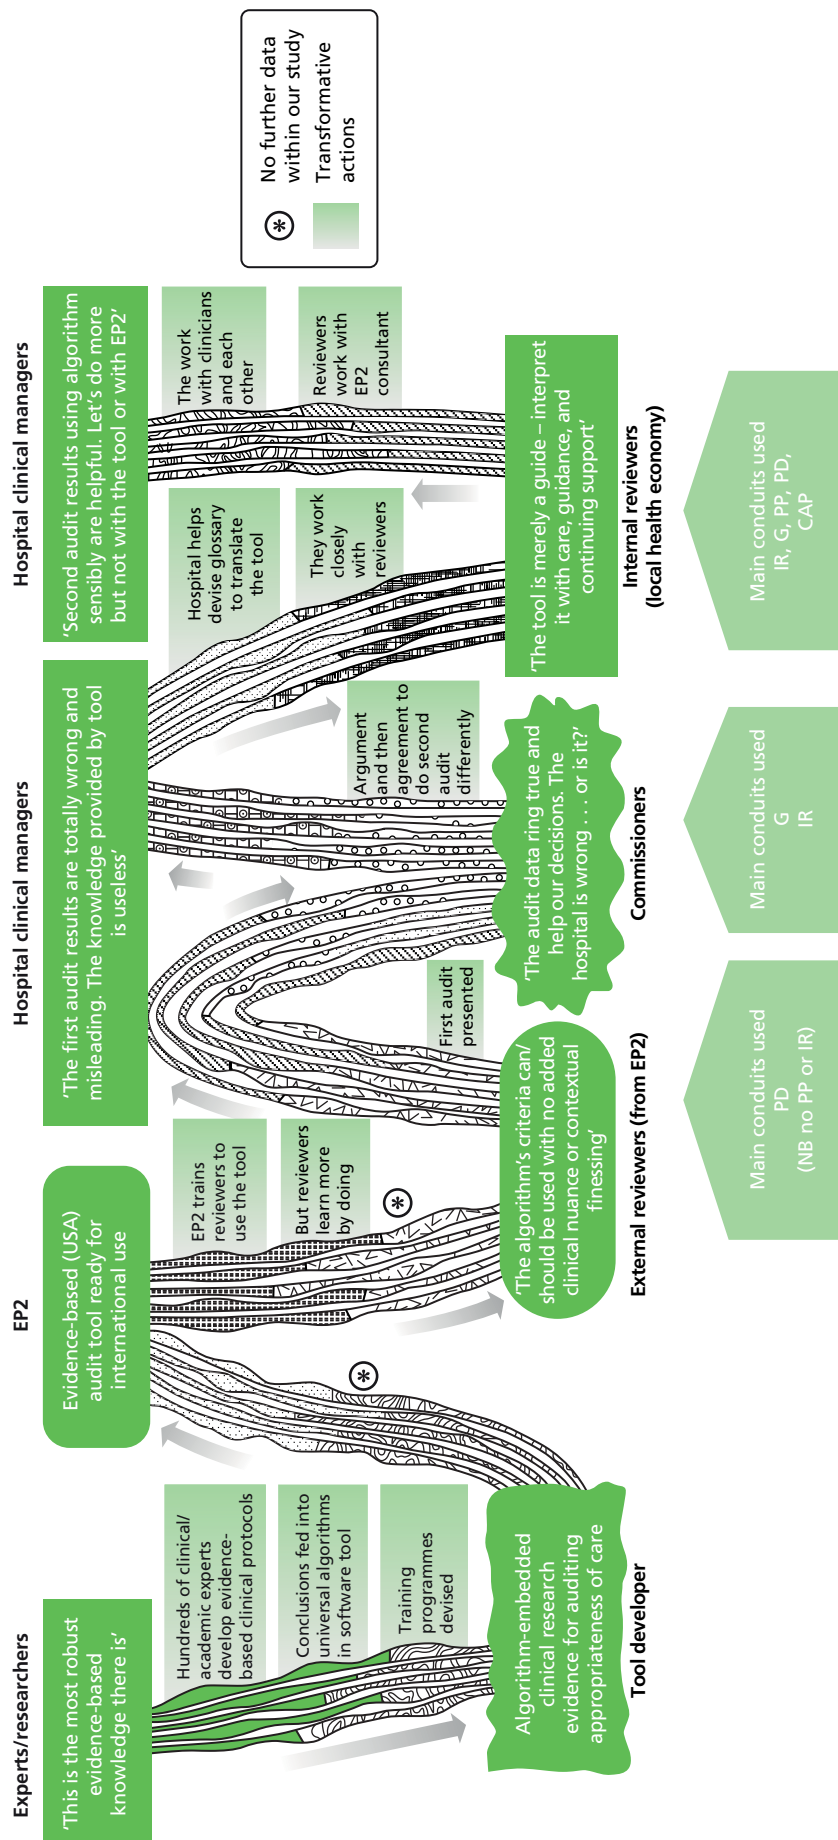 Experts/researchers
'This is the most robust
evidence-based
knowledge there is'
Hundreds of clinical/
academic experts
develop evidence-
based clinical protocols
Conclusions fed into
universal algorithms
in software tool
Training
programmes
devised
Algorithm-embedded
clinical research
evidence for auditing
appropriateness of care
Tool developer
EP2
Evidence-based (USA)
audit tool ready for
international use
*
EP2 trains
reviewers to
use the tool
But reviewers
learn more
by doing
*
'The algorithm's criteria can/
should be used with no added
clinical nuance or contextual
finessing'
External reviewers (from EP2)
Main conduits used
PD
(NB no PP or IR)
Hospital clinical managers
'The first audit results are totally wrong and
misleading. The knowledge provided by tool
is useless'
First audit
presented
'The audit data ring true and
help our decisions. The
hospital is wrong . . . or is it?'
Commissioners
Main conduits used
G
IR
Argument
and then
agreement to
do second
audit
differently
Hospital helps
devise glossary
to translate
the tool
They work
closely
with
reviewers
'The tool is merely a guide – interpret
it with care, guidance, and
continuing support'
Internal reviewers
(local health economy)
Main conduits used
IR, G, PP, PD,
CAP
Hospital clinical managers
'Second audit results using algorithm
sensibly are helpful. Let's do more
but not with the tool or with EP2'
The work
with clinicians
and each
other
Reviewers
work with
EP2
consultant
* No further data
within our study
Transformative
actions